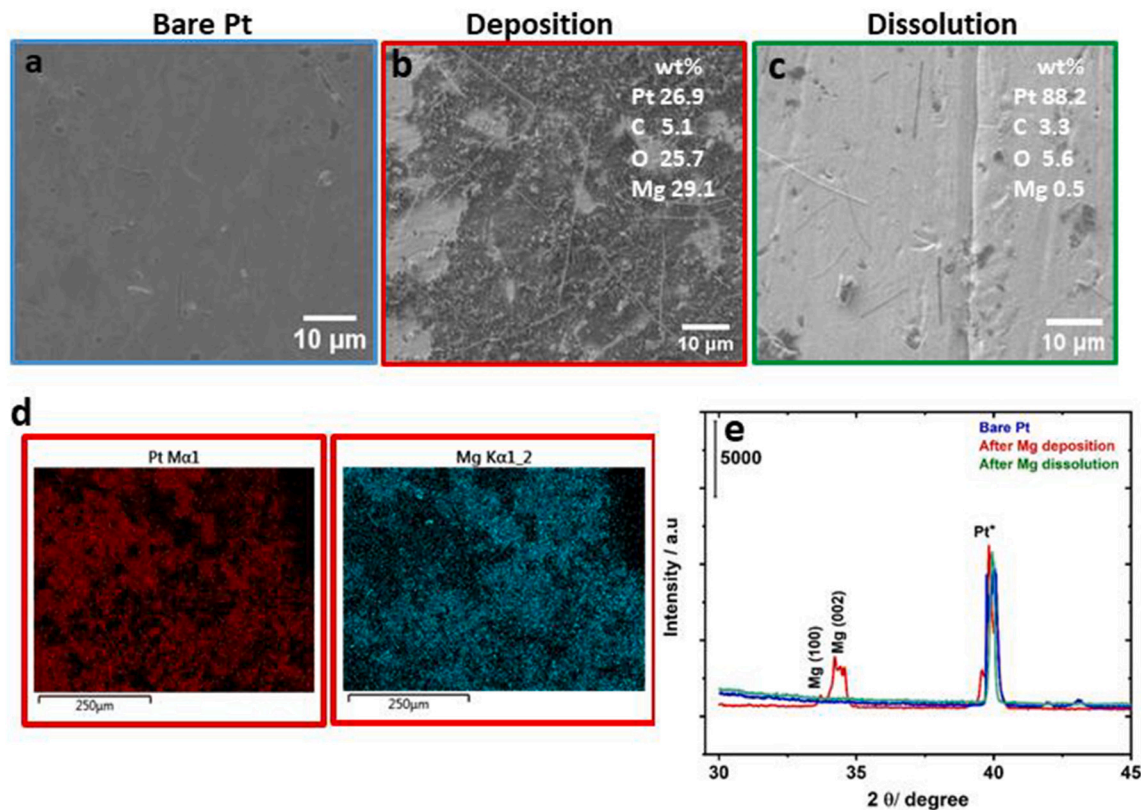 Bare Pt
Deposition
Dissolution
a
10 µm
b
wt%
Pt 26.9
C 5.1
O 25.7
Mg 29.1
10 µm
c
wt%
Pt 88.2
C 3.3
O 5.6
Mg 0.5
10 µm
d
Pt Mα1
250µm
Mg Kα1_2
250µm
e
5000
Bare Pt
After Mg deposition
After Mg dissolution
Pt*
Mg (100)
Mg (002)
Intensity / a.u
30
35
40
45
2 θ/ degree